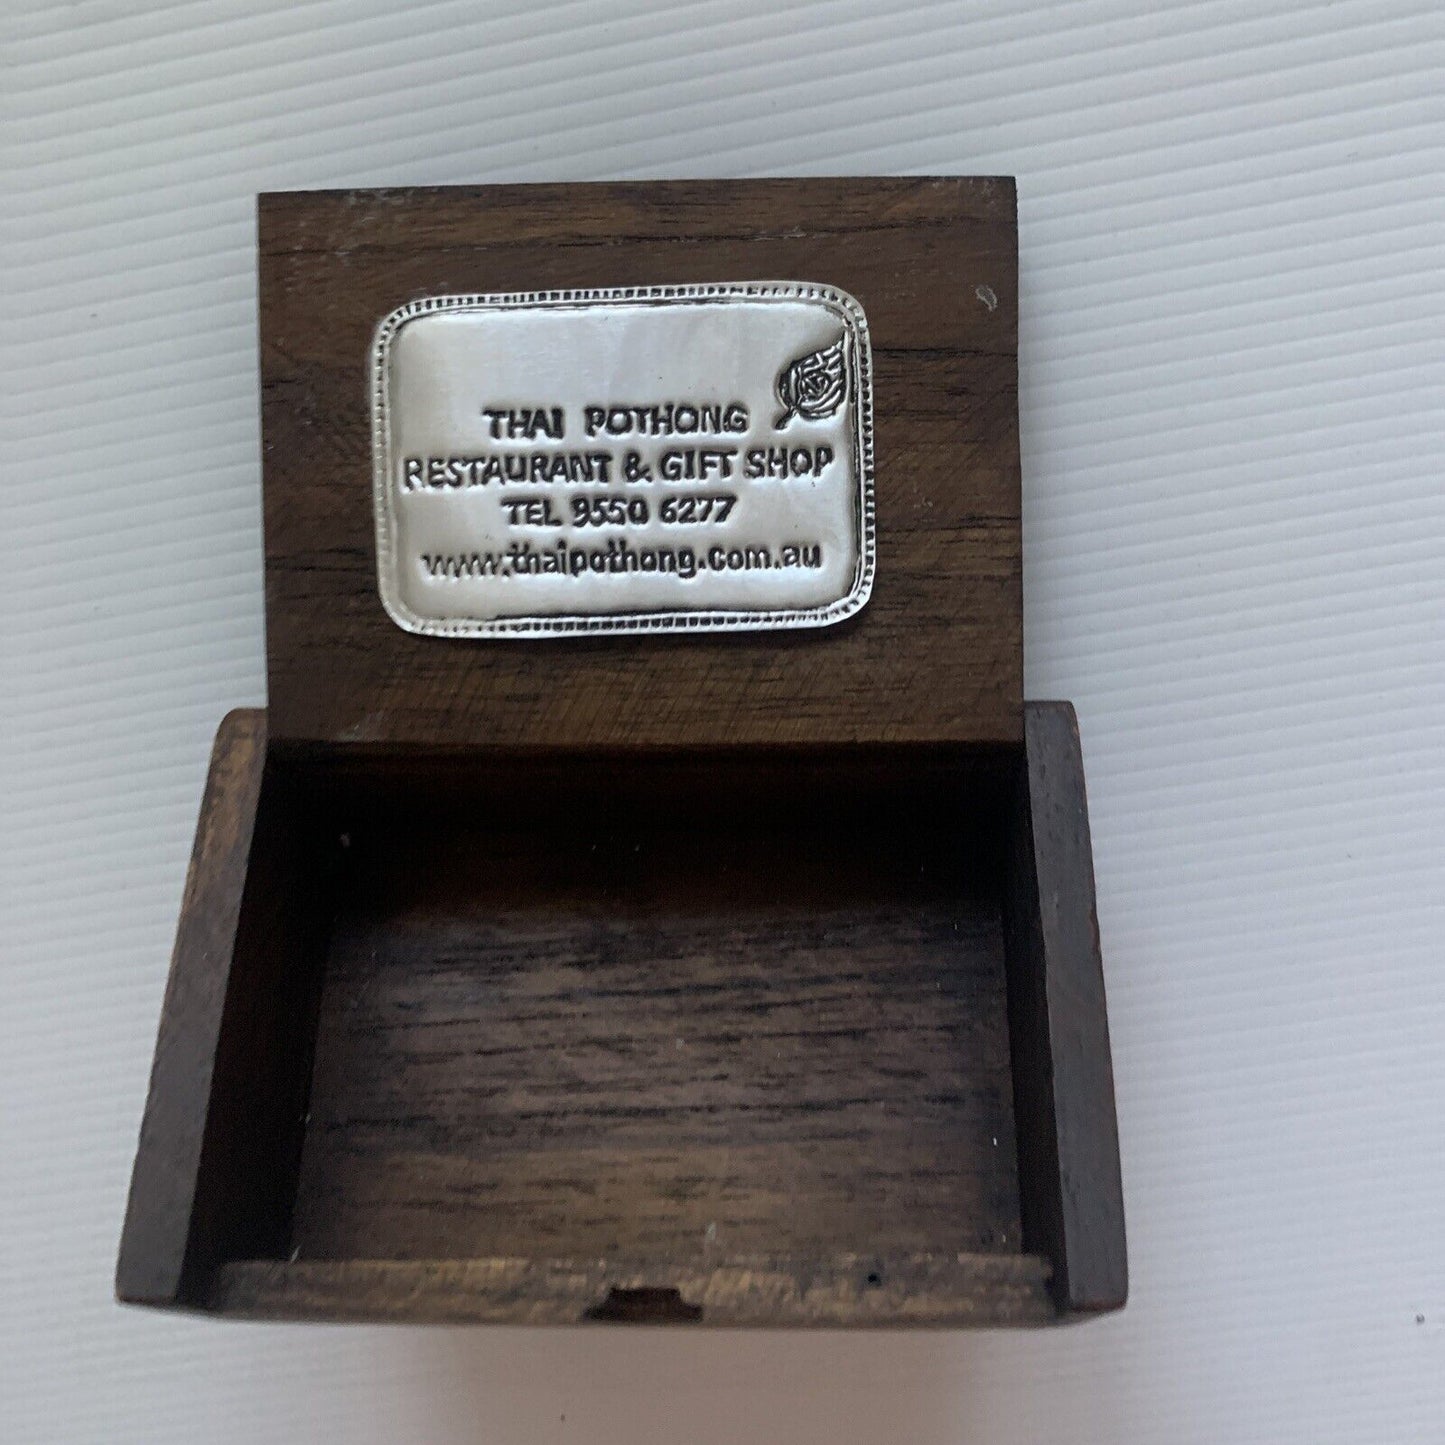 THAI POTHONG
RESTAURANT & GIFT SHOP
TEL 9550 6277
www.thaipothong.com.au